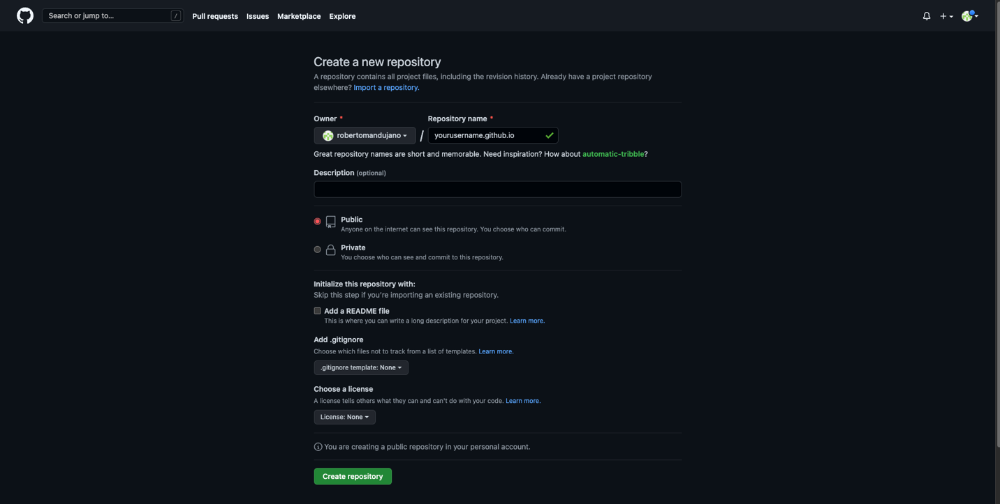 Search or jump to... /
Pull requests Issues Marketplace Explore
Create a new repository
A repository contains all project files, including the revision history. Already have a project repository
elsewhere? Import a repository.
Owner * Repository name *
robertomandujano / yourusername.github.io
Great repository names are short and memorable. Need inspiration? How about automatic-tribble?
Description (optional)
Public
Anyone on the internet can see this repository. You choose who can commit.
Private
You choose who can see and commit to this repository.
Initialize this repository with:
Skip this step if you're importing an existing repository.
Add a README file
This is where you can write a long description for your project. Learn more.
Add .gitignore
Choose which files not to track from a list of templates. Learn more.
.gitignore template: None
Choose a license
A license tells others what they can and can't do with your code. Learn more.
License: None
You are creating a public repository in your personal account.
Create repository